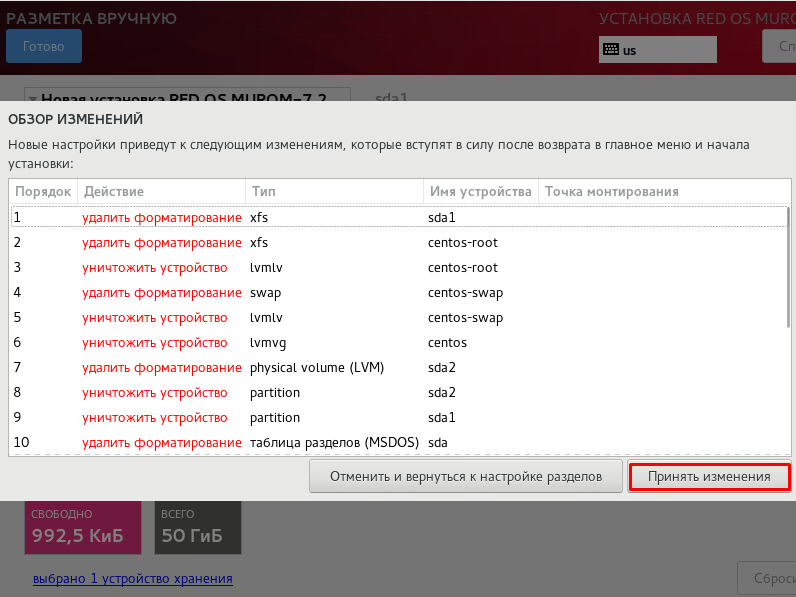 РАЗМЕТКА ВРУЧНУЮ
УСТАНОВКА RED OS MURO
Готово
us
Новая установка RED OS MUROM-7.2
sda1
ОБЗОР ИЗМЕНЕНИЙ
Новые настройки приведут к следующим изменениям, которые вступят в силу после возврата в главное меню и начала
установки:
Порядок Действие Тип Имя устройства Точка монтирования
1 удалить форматирование xfs sda1
2 удалить форматирование xfs centos-root
3 уничтожить устройство lvmlv centos-root
4 удалить форматирование swap centos-swap
5 уничтожить устройство lvmlv centos-swap
6 уничтожить устройство lvmvg centos
7 удалить форматирование physical volume (LVM) sda2
8 уничтожить устройство partition sda2
9 уничтожить устройство partition sda1
10 удалить форматирование таблица разделов (MSDOS) sda
Отменить и вернуться к настройке разделов Принять изменения
СВОБОДНО ВСЕГО
992,5 КиБ 50 ГиБ
выбрано 1 устройство хранения
Сброси